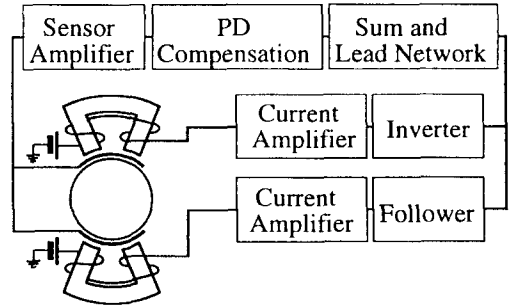 Sensor
Amplifier
PD
Compensation
Sum and
Lead Network
Current
Amplifier
Inverter
Current
Amplifier
Follower